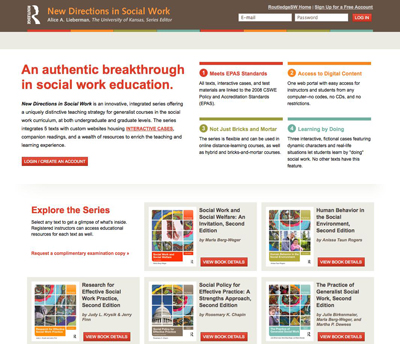 RoutledgeSW Home | Sign Up for a Free Account
New Directions in Social Work
Alice A. Lieberman, The University of Kansas, Series Editor
E-mail
Password
LOG IN
An authentic breakthrough
in social work education.
New Directions in Social Work is an innovative, integrated series offering
a uniquely distinctive teaching strategy for generalist courses in the social
work curriculum, at both undergraduate and graduate levels. The series
integrates 5 texts with custom websites housing INTERACTIVE CASES,
companion readings, and a wealth of resources to enrich the teaching and
learning experience.
LOGIN / CREATE AN ACCOUNT
1 Meets EPAS Standards
All texts, interactive cases, and test
materials are linked to the 2008 CSWE
Policy and Accreditation Standards
(EPAS).
2 Access to Digital Content
One web portal with easy access for
instructors and students from any
computer–no codes, no CDs, and no
restrictions.
3 Not Just Bricks and Mortar
The series is flexible and can be used in
online distance-learning courses, as well
as hybrid and bricks-and-mortar courses.
4 Learning by Doing
Three interactive, fictional cases featuring
dynamic characters and real-life
situations let students learn by "doing"
social work. No other texts have this
feature.
Explore the Series
Select any text to get a glimpse of what's inside.
Registered instructors can access educational
resources for each text as well.
Request a complimentary examination copy »
Social Work and
Social Welfare: An
Invitation, Second
Edition
by Marla Berg-Weger
VIEW BOOK DETAILS
Human Behavior in
the Social
Environment,
Second Edition
by Anissa Taun Rogers
VIEW BOOK DETAILS
Research for
Effective Social
Work Practice,
Second Edition
by Judy L. Krysik & Jerry
Finn
VIEW BOOK DETAILS
Social Policy for
Effective Practice: A
Strengths Approach,
Second Edition
by Rosemary K. Chapin
VIEW BOOK DETAILS
The Practice of
Generalist Social
Work, Second
Edition
by Julie Birkenmaier,
Marla Berg-Weger, and
Martha P. Dewees
VIEW BOOK DETAILS